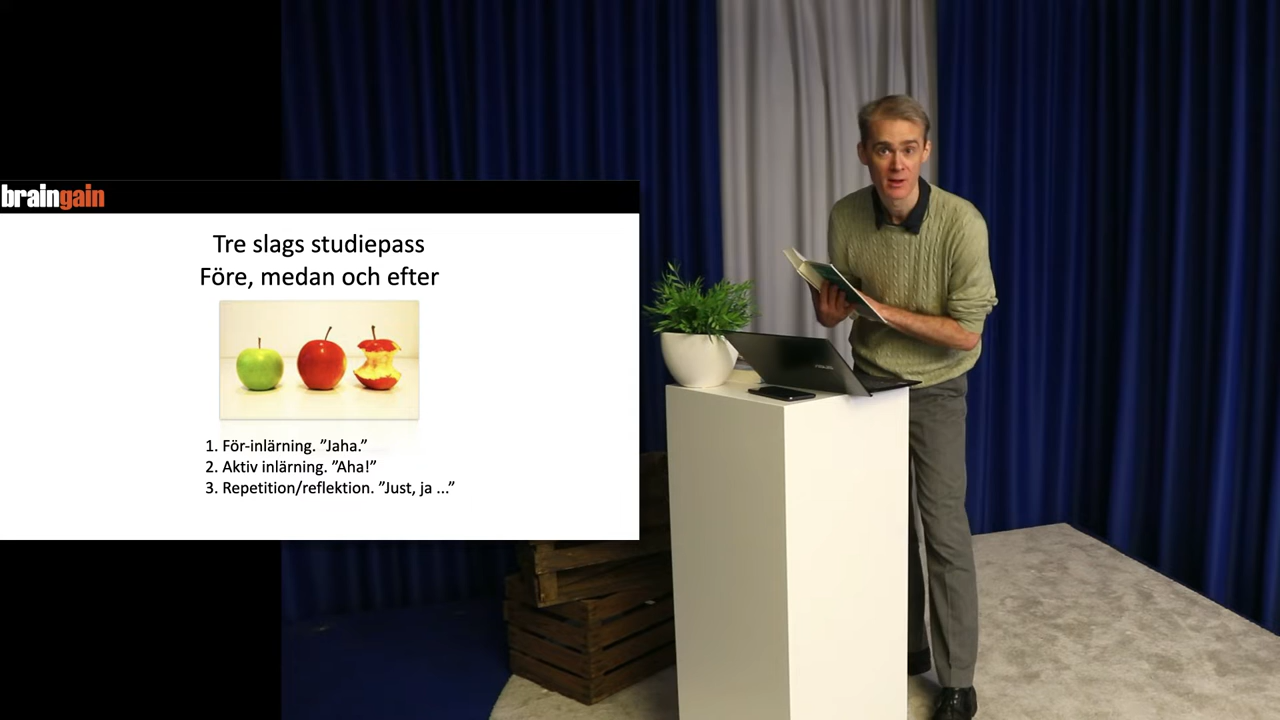 braingain
Tre slags studiepass
Före, medan och efter
1. För-inlärning. ”Jaha.”
2. Aktiv inlärning. ”Aha!”
3. Repetition/reflektion. ”Just, ja ...”